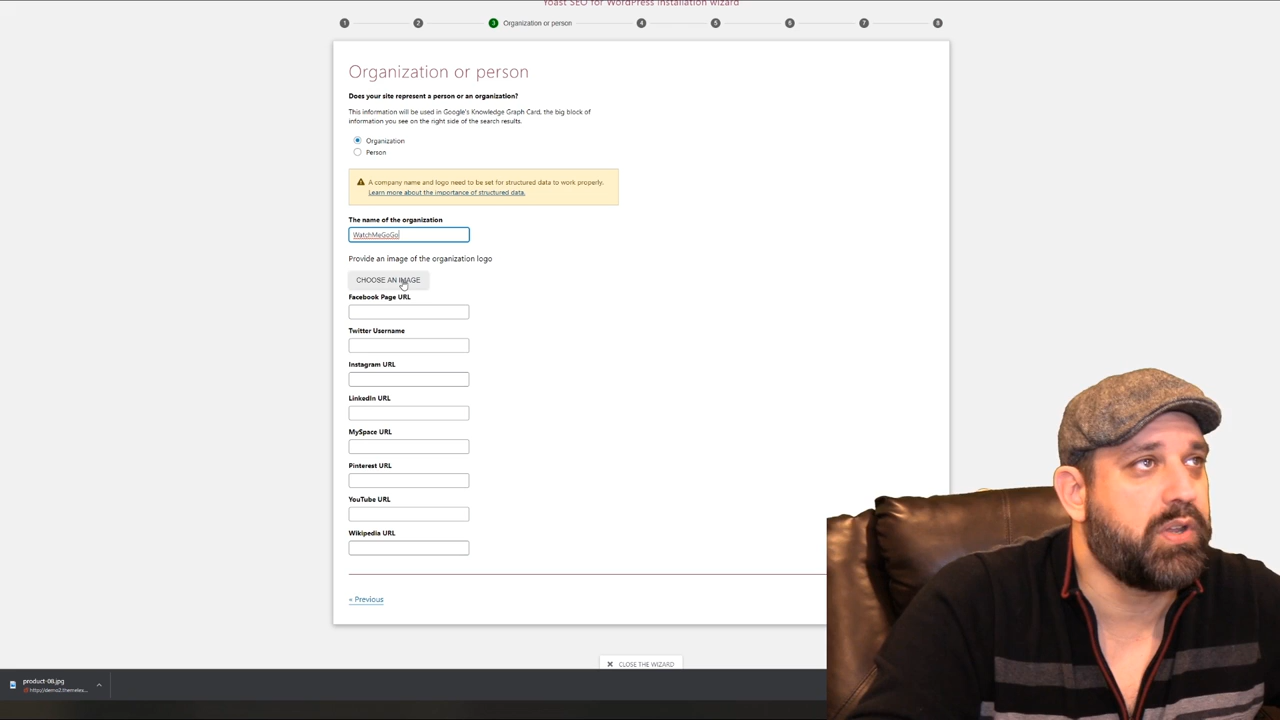 Yoast SEO for WordPress installation wizard
1
2
3
Organization or person
4
5
6
7
8
Organization or person
Does your site represent a person or an organization?
This information will be used in Google's Knowledge Graph Card, the big block of
information you see on the right side of the search results.
Organization
Person
A company name and logo need to be set for structured data to work properly.
Learn more about the importance of structured data.
The name of the organization
WatchMeGoGo
Provide an image of the organization logo
CHOOSE AN IMAGE
Facebook Page URL
Twitter Username
Instagram URL
LinkedIn URL
MySpace URL
Pinterest URL
YouTube URL
Wikipedia URL
« Previous
CLOSE THE WIZARD
product-08.jpg
http://demo2.themelea...